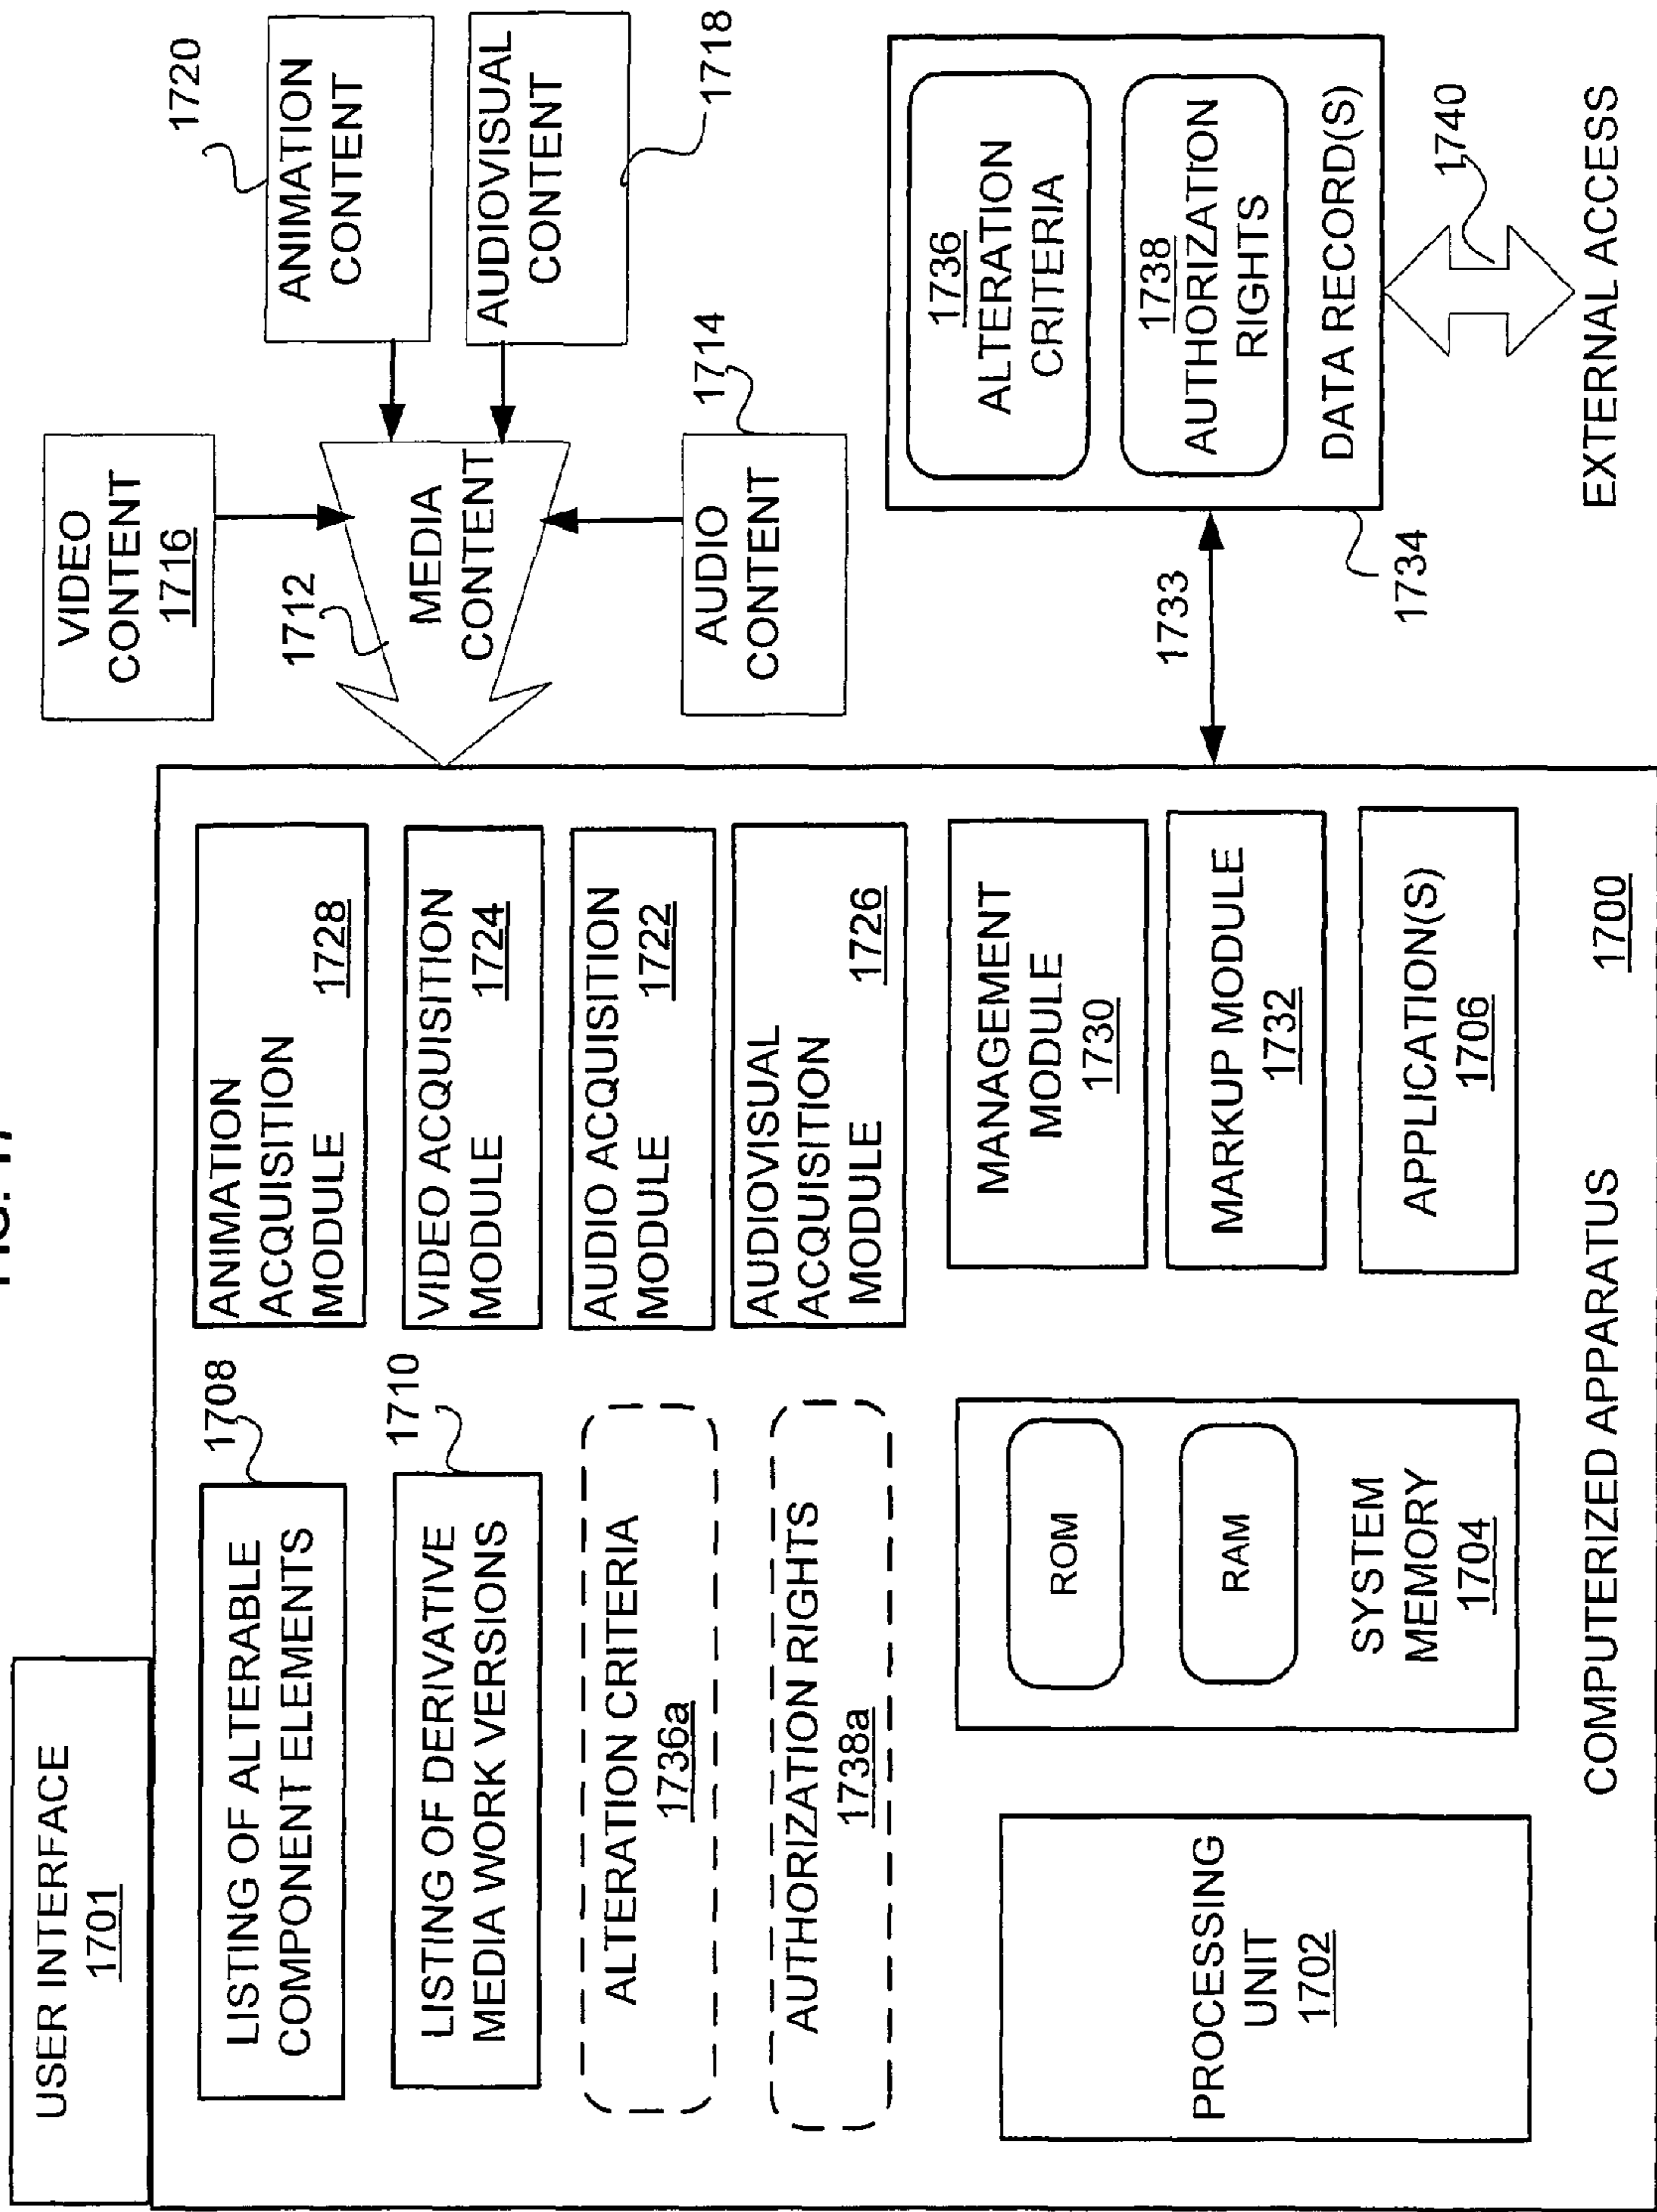 USER INTERFACE
1701
LISTING OF ALTERABLE
COMPONENT ELEMENTS
1708
LISTING OF DERIVATIVE
MEDIA WORK VERSIONS
1710
ALTERATION CRITERIA
1736a
AUTHORIZATION RIGHTS
1738a
PROCESSING
UNIT
1702
ROM
RAM
SYSTEM
MEMORY
1704
ANIMATION
ACQUISITION
MODULE
1728
VIDEO ACQUISITION
MODULE
1724
AUDIO ACQUISITION
MODULE
1722
AUDIOVISUAL
ACQUISITION
MODULE
1726
MANAGEMENT
MODULE
1730
MARKUP MODULE
1732
APPLICATION(S)
1706
COMPUTERIZED APPARATUS
1700
VIDEO
CONTENT
1716
1712
MEDIA
CONTENT
AUDIO
CONTENT
1714
ANIMATION
CONTENT
1720
AUDIOVISUAL
CONTENT
1718
1733
1734
1736
ALTERATION
CRITERIA
1738
AUTHORIZATION
RIGHTS
DATA RECORD(S)
1740
EXTERNAL ACCESS